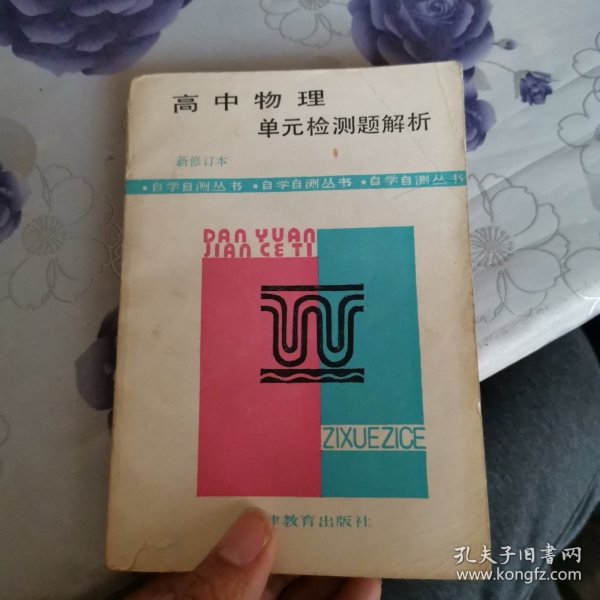 高中物理
单元检测题解析
新修订本
·自学自测丛书 ·自学自测丛书 ·自学自测丛书
DAN YUAN
JIAN CE TI
ZIXUEZICE
津教育出版社
孔夫子旧书网
www.kongfz.com